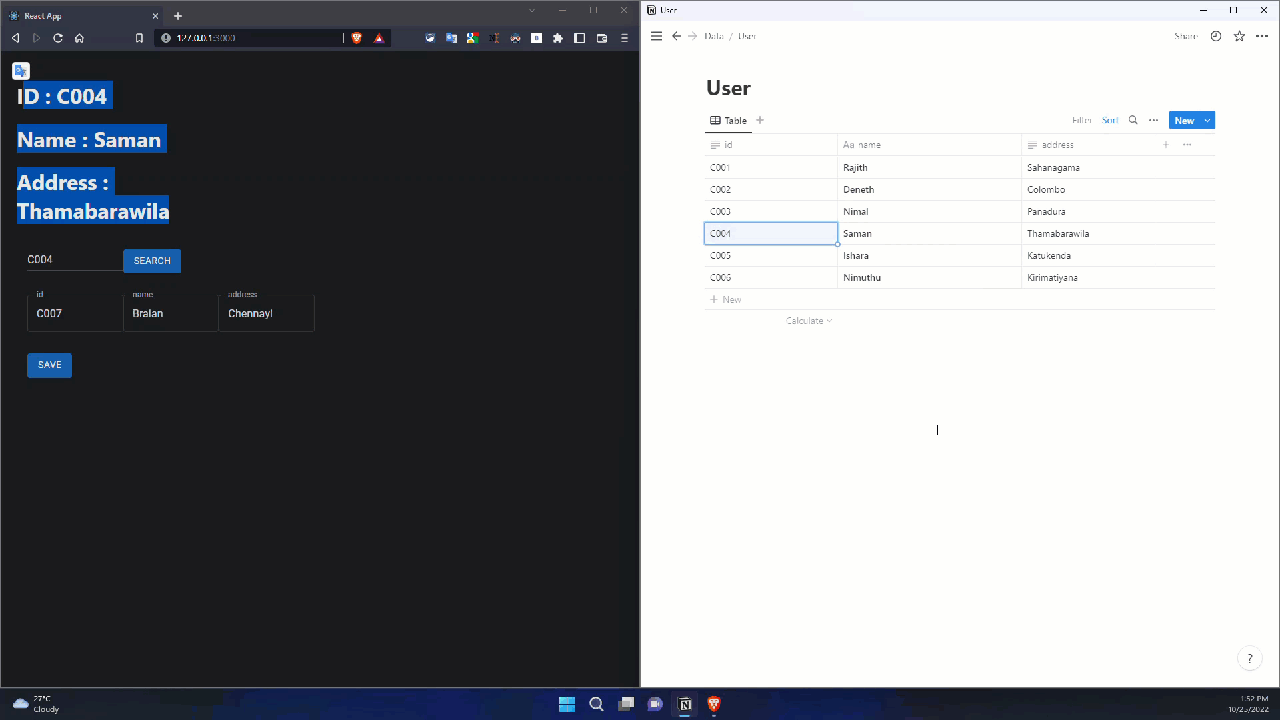 React App
127.0.0.1:3000
ID : C004
Name : Saman
Address :
Thamabarawila
C004
SEARCH
id name address
C007 Braian Chennayi
SAVE
User
Data / User
Share
User
Table
Filter Sort New
id Aa name address
C001 Rajith Sahanagama
C002 Deneth Colombo
C003 Nimal Panadura
C004 Saman Thamabarawila
C005 Ishara Katukenda
C006 Nimuthu Kirimatiyana
+ New
Calculate
?
27°C
Cloudy
1:52 PM
10/25/2022